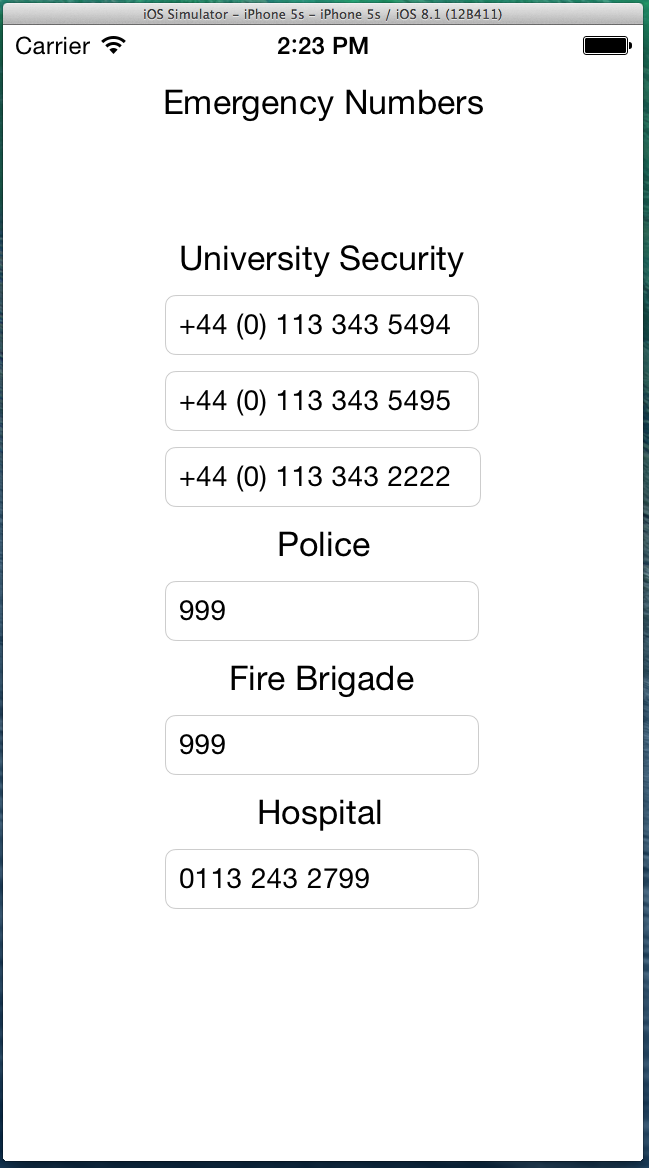 iOS Simulator – iPhone 5s – iPhone 5s / iOS 8.1 (12B411)
Carrier 2:23 PM
Emergency Numbers
University Security
+44 (0) 113 343 5494
+44 (0) 113 343 5495
+44 (0) 113 343 2222
Police
999
Fire Brigade
999
Hospital
0113 243 2799